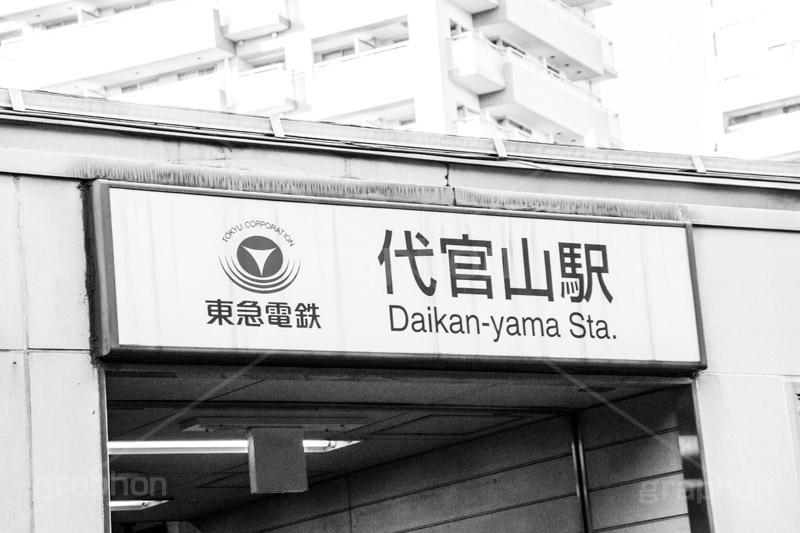 TOKYU CORPORATION
東急電鉄
代官山駅
Daikan-yama Sta.
graphon
graphon